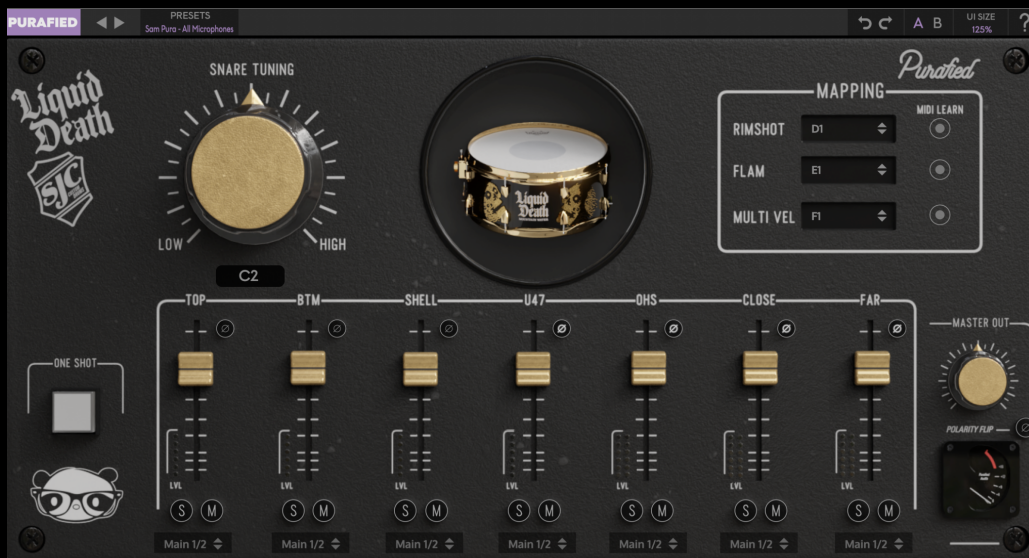 PURAFIED
PRESETS
Sam Pura - All Microphones
A B
UI SIZE
125%
?
Liquid
Death
SJC
SNARE TUNING
LOW
HIGH
C2
Liquid
Death
Purafied
MAPPING
MIDI LEARN
RIMSHOT D1
FLAM E1
MULTI VEL F1
TOP BTM SHELL U47 OHS CLOSE FAR
ONE SHOT
MASTER OUT
POLARITY FLIP
LVL LVL LVL LVL LVL LVL LVL
S M S M S M S M S M S M S M
Main 1/2 Main 1/2 Main 1/2 Main 1/2 Main 1/2 Main 1/2 Main 1/2